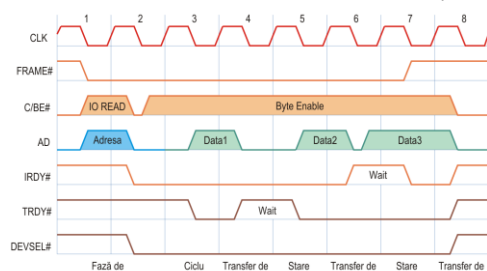 1 2 3 4 5 6 7 8
CLK
FRAME#
C/BE# IO READ Byte Enable
AD Adresa Data1 Data2 Data3
IRDY# Wait
TRDY# Wait
DEVSEL#
Fază de Ciclu Transfer de Stare Transfer de Stare Transfer de